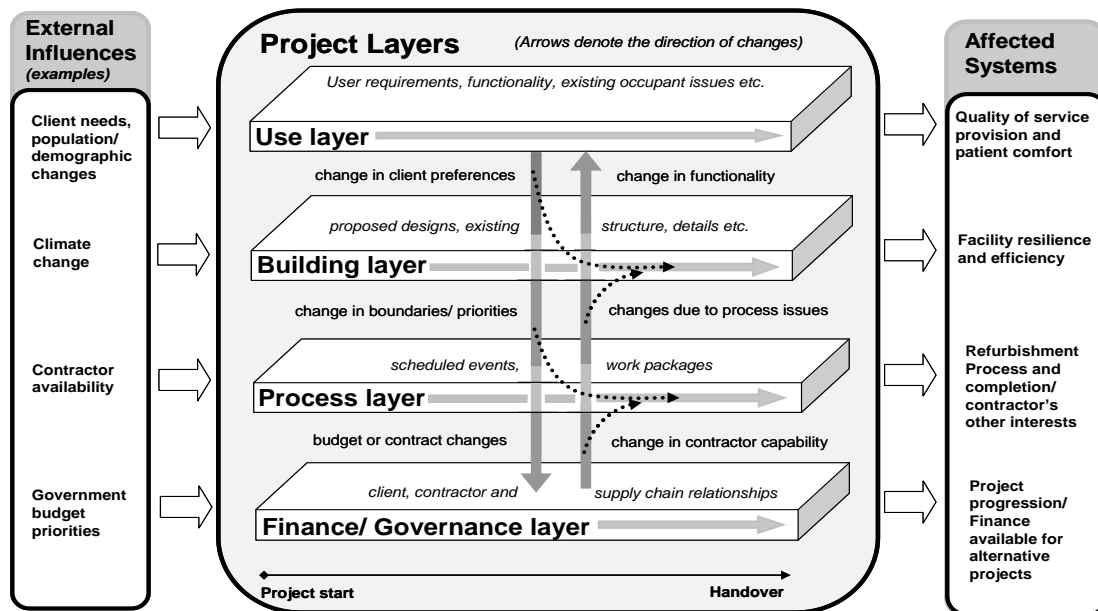 External
Influences
(examples)
Client needs,
population/
demographic
changes
Climate
change
Contractor
availability
Government
budget
priorities
Project Layers
(Arrows denote the direction of changes)
User requirements, functionality, existing occupant issues etc.
Use layer
change in client preferences
change in functionality
proposed designs, existing
structure, details etc.
Building layer
change in boundaries/ priorities
changes due to process issues
scheduled events,
work packages
Process layer
budget or contract changes
change in contractor capability
client, contractor and
supply chain relationships
Finance/ Governance layer
Project start
Handover
Affected
Systems
Quality of service
provision and
patient comfort
Facility resilience
and efficiency
Refurbishment
Process and
completion/
contractor's
other interests
Project
progression/
Finance
available for
alternative
projects